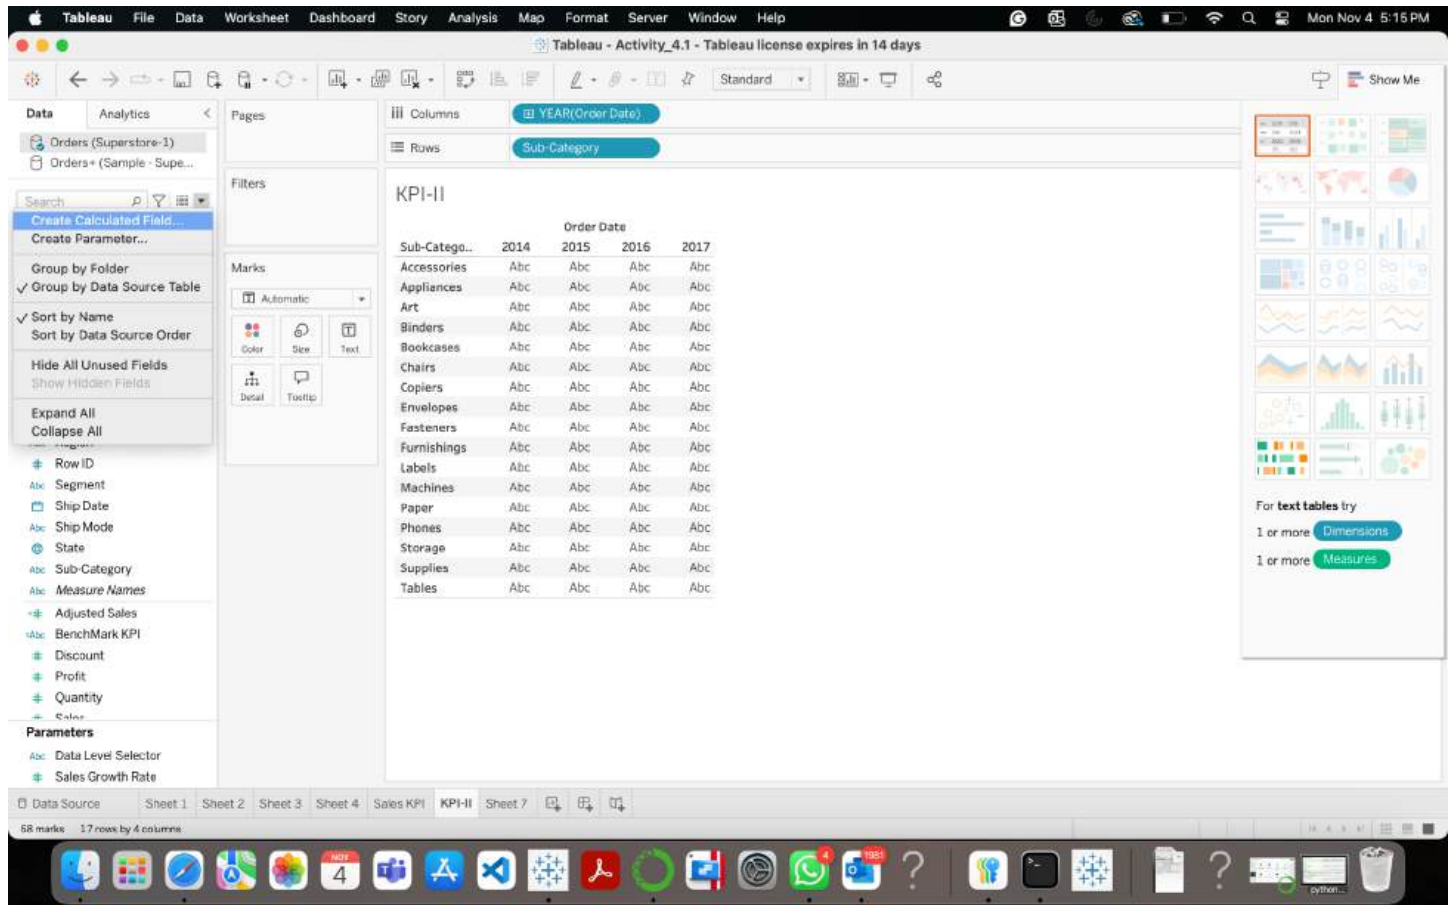 Tableau File Data Worksheet Dashboard Story Analysis Map Format Server Window Help Mon Nov 4 5:15 PM
Tableau - Activity_4.1 - Tableau license expires in 14 days
Standard Show Me
Data Analytics
Orders (Superstore-1)
Orders+ (Sample - Supe...
Search
Create Calculated Field...
Create Parameter...
Group by Folder
Group by Data Source Table
Sort by Name
Sort by Data Source Order
Hide All Unused Fields
Show Hidden Fields
Expand All
Collapse All
Region
Row ID
Abc Segment
Ship Date
Abc Ship Mode
State
Abc Sub-Category
Abc Measure Names
Adjusted Sales
=Abc BenchMark KPI
Discount
Profit
Quantity
Sales
Parameters
Abc Data Level Selector
Sales Growth Rate
Pages
Filters
Marks
Automatic
Color Size Text
Detail Tooltip
Columns YEAR(Order Date)
Rows Sub-Category
KPI-II
Order Date
Sub-Catego.. 2014 2015 2016 2017
Accessories Abc Abc Abc Abc
Appliances Abc Abc Abc Abc
Art Abc Abc Abc Abc
Binders Abc Abc Abc Abc
Bookcases Abc Abc Abc Abc
Chairs Abc Abc Abc Abc
Copiers Abc Abc Abc Abc
Envelopes Abc Abc Abc Abc
Fasteners Abc Abc Abc Abc
Furnishings Abc Abc Abc Abc
Labels Abc Abc Abc Abc
Machines Abc Abc Abc Abc
Paper Abc Abc Abc Abc
Phones Abc Abc Abc Abc
Storage Abc Abc Abc Abc
Supplies Abc Abc Abc Abc
Tables Abc Abc Abc Abc
For text tables try
1 or more Dimensions
1 or more Measures
Data Source Sheet 1 Sheet 2 Sheet 3 Sheet 4 Sales KPI KPI-II Sheet 7
68 marks 17 rows by 4 columns
NOV
4
4
1981
python...